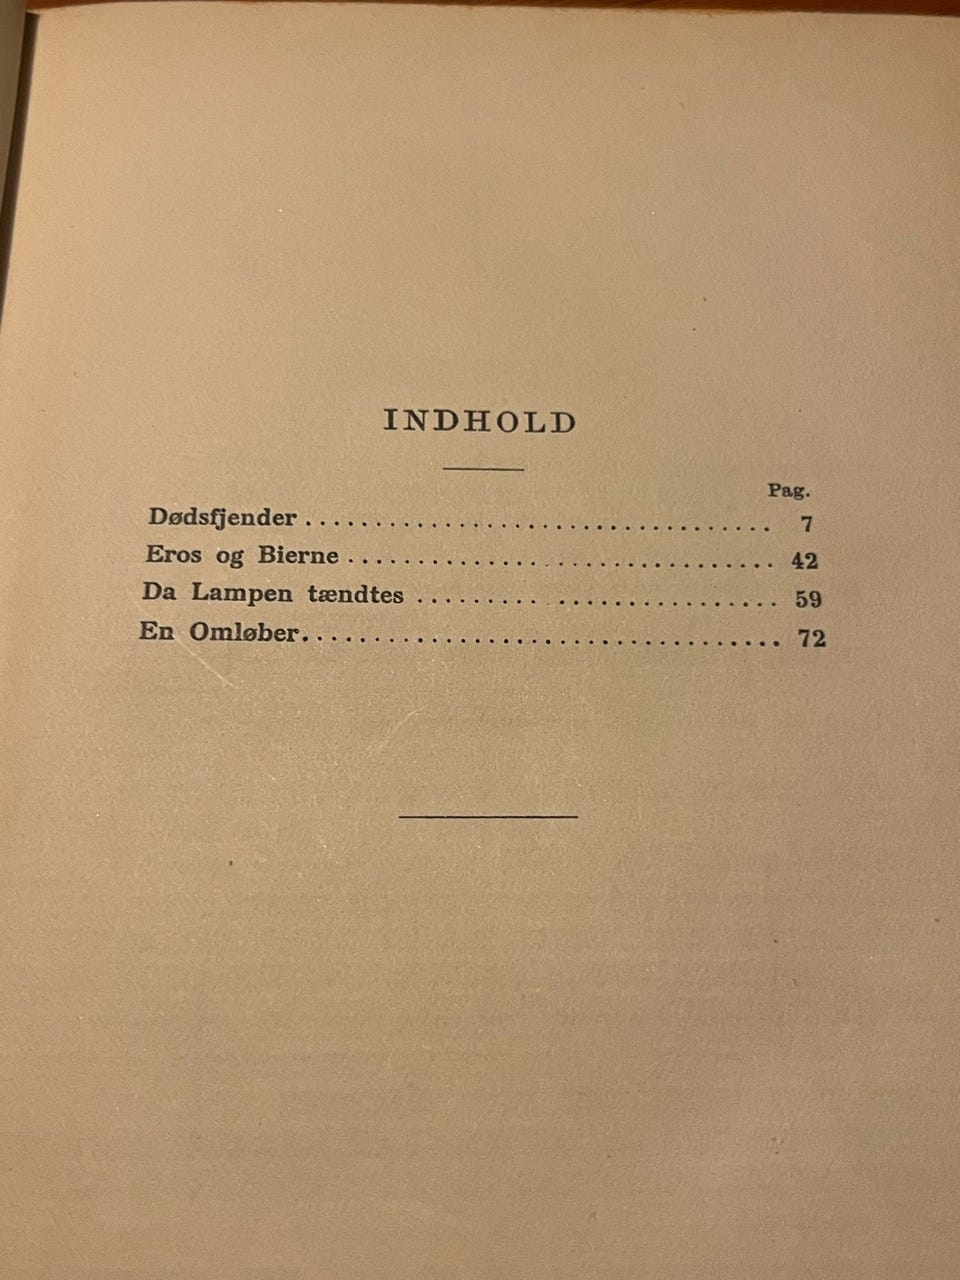 INDHOLD
Pag.
Dødsfjender ................................. 7
Eros og Bierne ............................... 42
Da Lampen tændtes .......................... 59
En Omløber.................................. 72